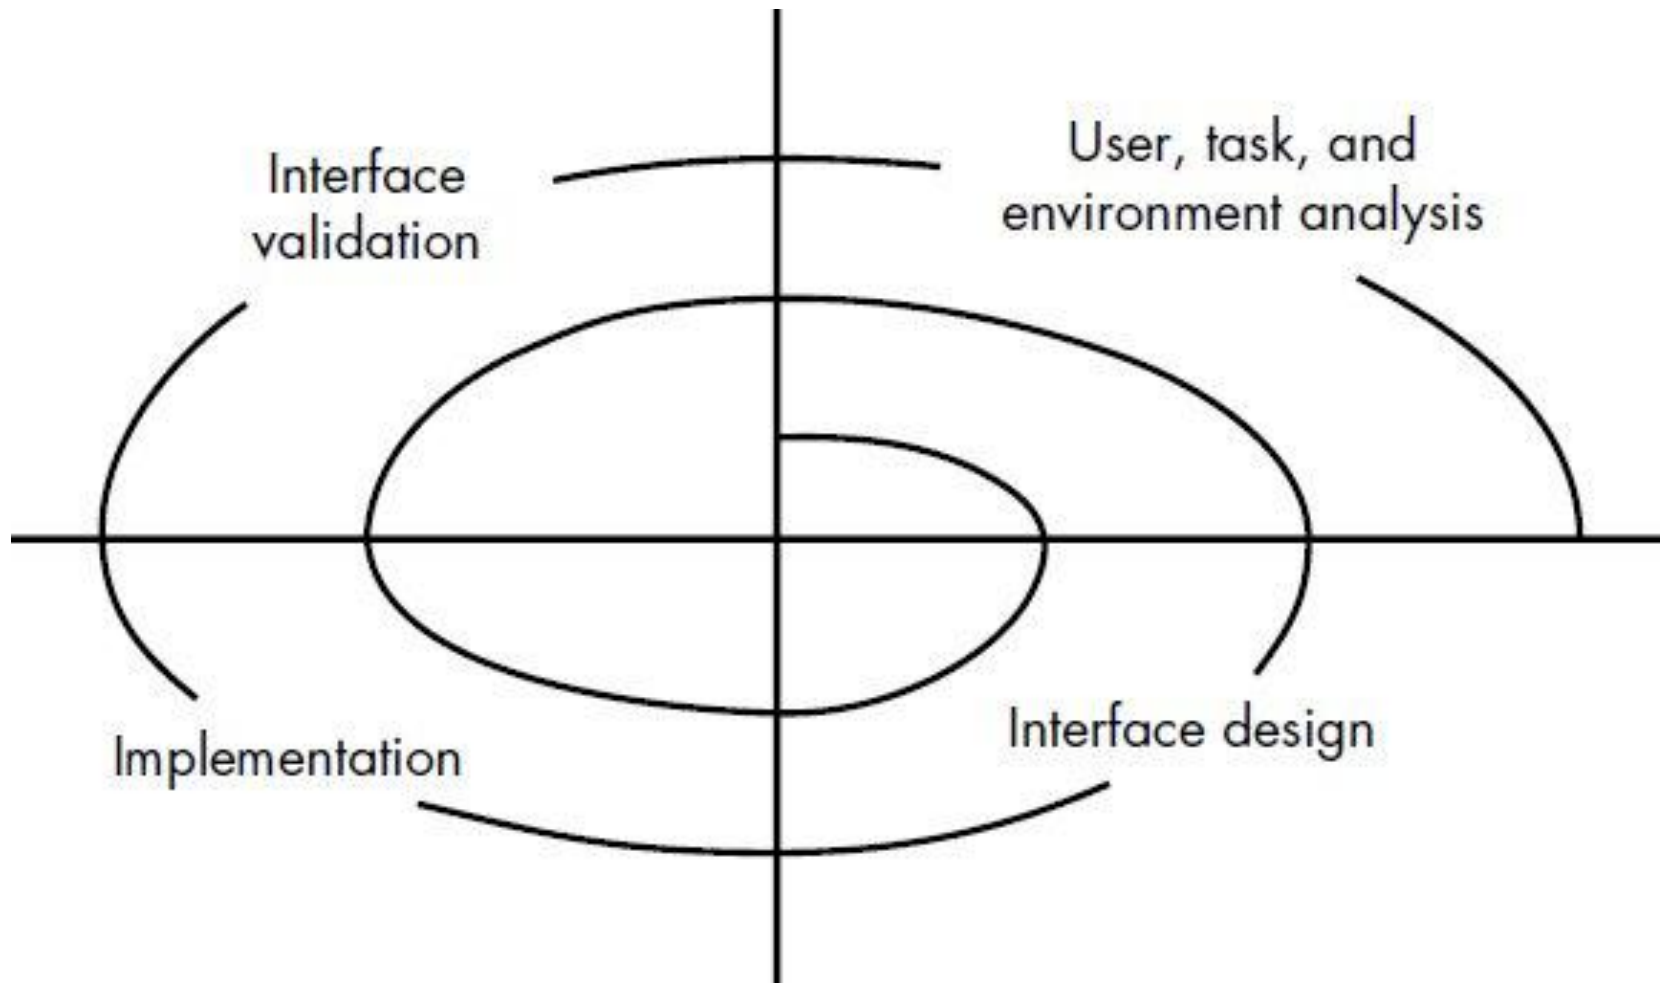 Interface
validation
User, task, and
environment analysis
Implementation
Interface design